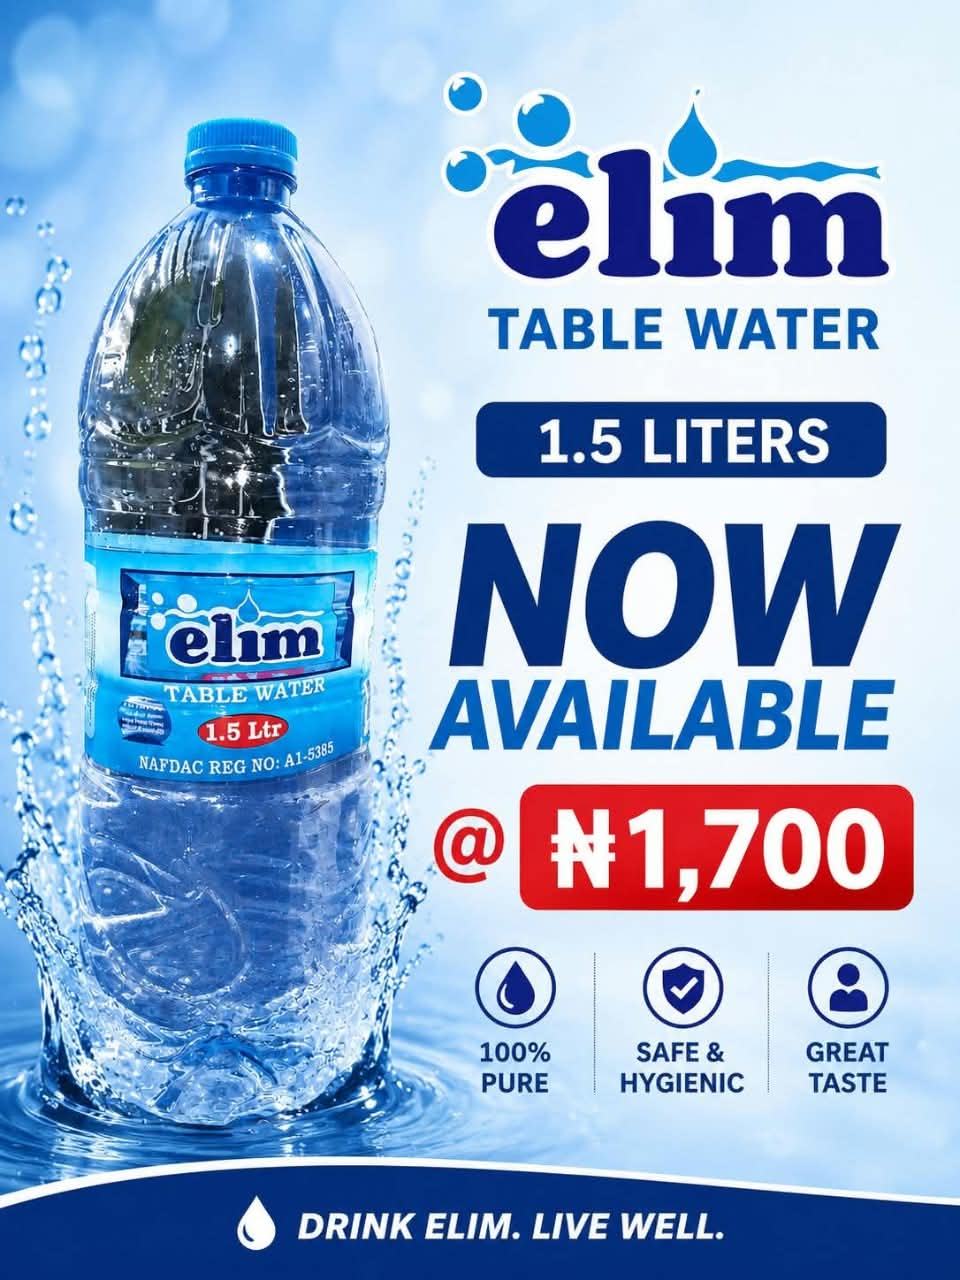 elim
TABLE WATER
1.5 LITERS
NOW
AVAILABLE
@ ₦1,700
100%
PURE
SAFE &
HYGIENIC
GREAT
TASTE
elim
TABLE WATER
1.5 Ltr
NAFDAC REG NO: A1-5385
DRINK ELIM. LIVE WELL.